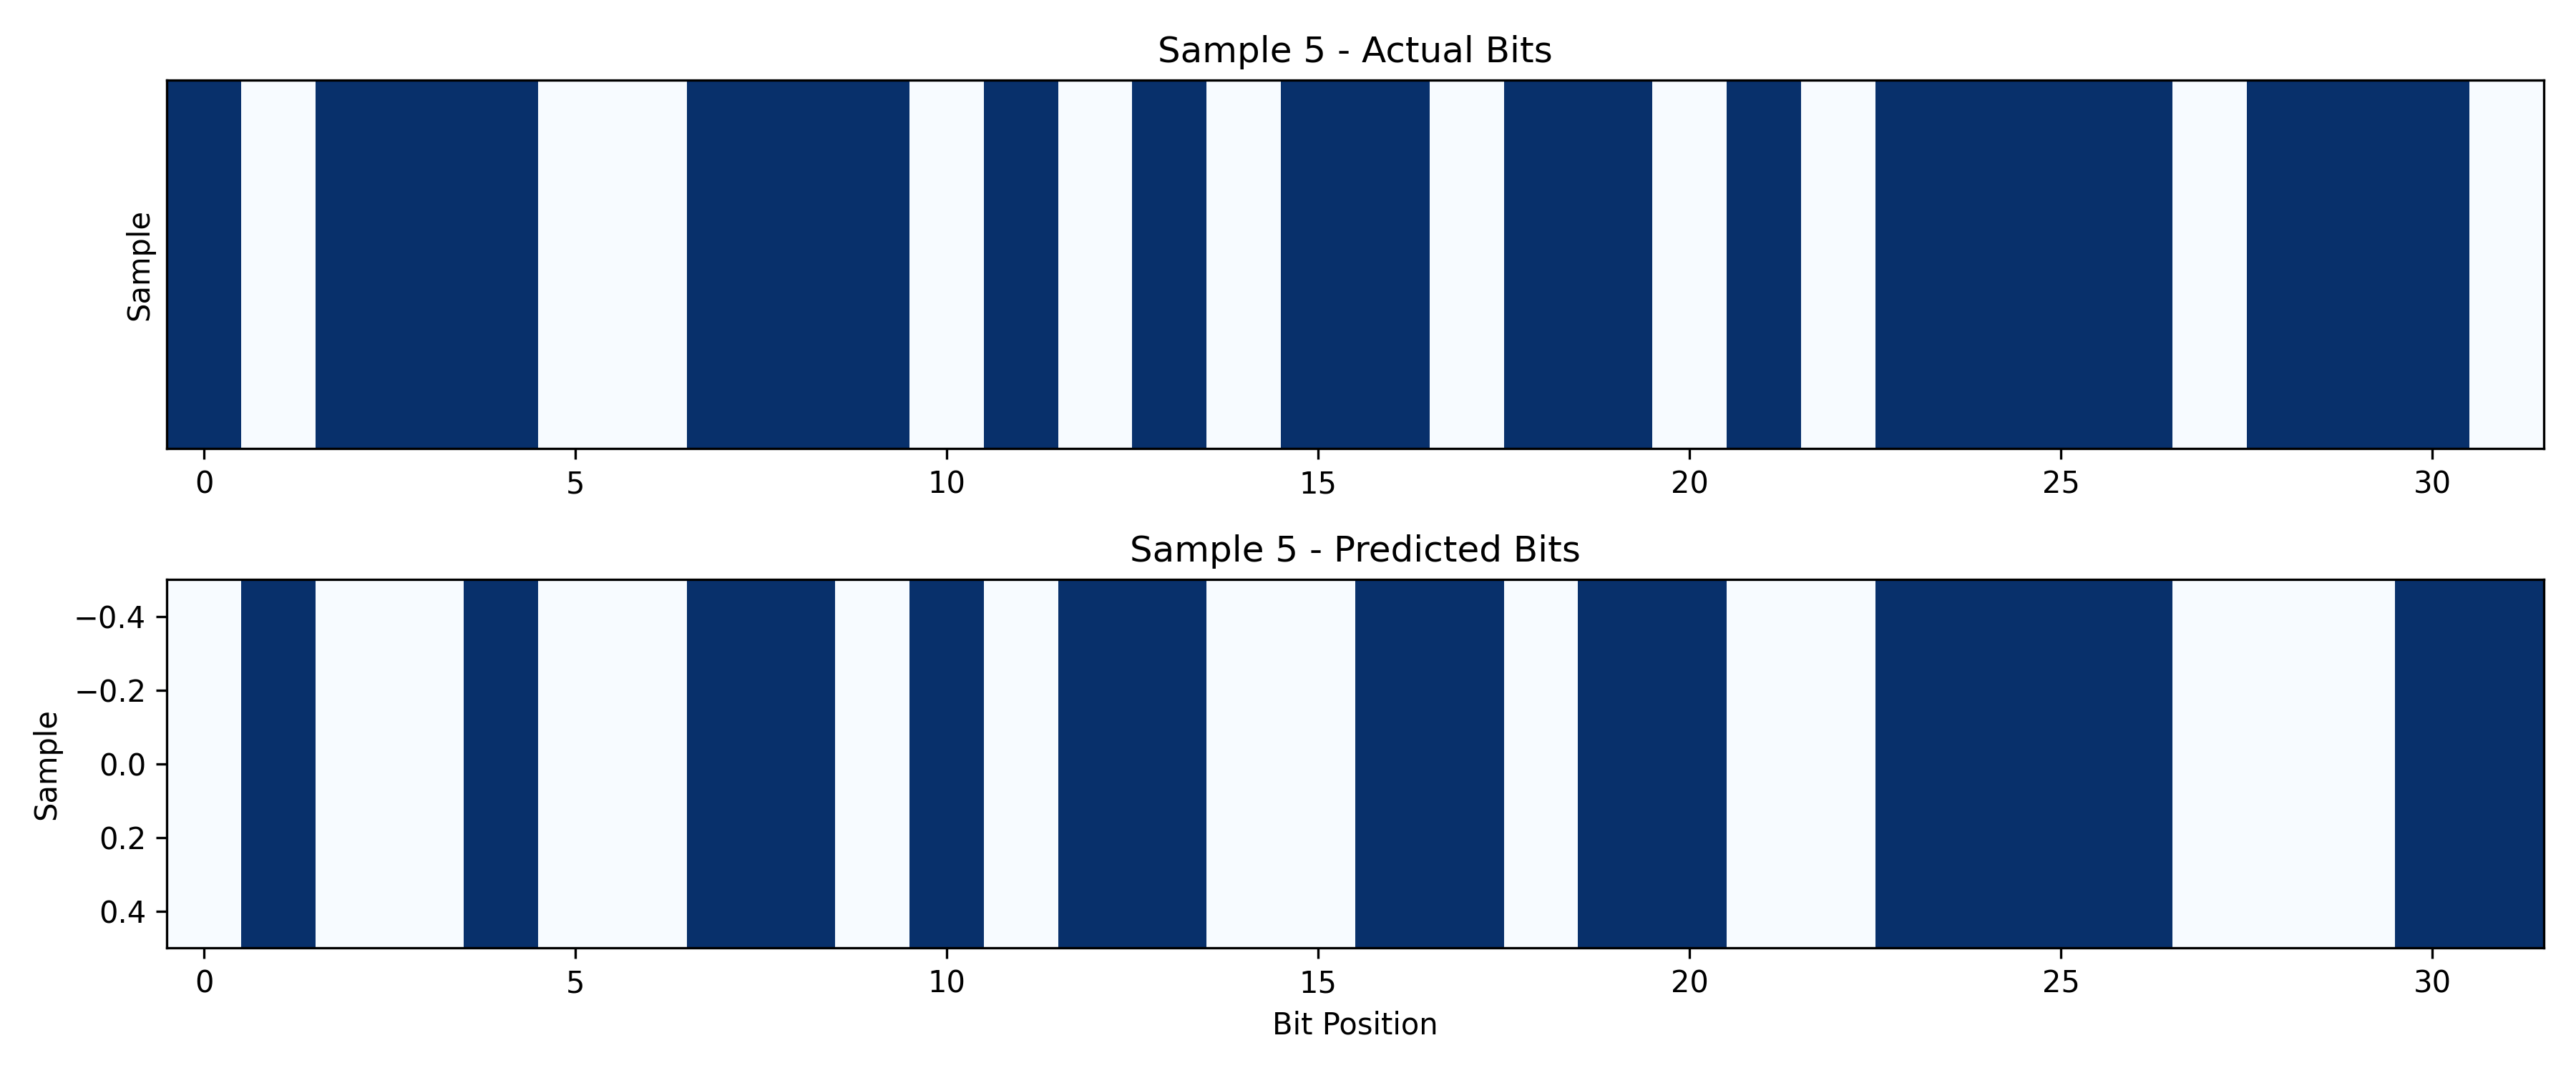 Sample 5 - Actual Bits
Sample
0 5 10 15 20 25 30
Sample 5 - Predicted Bits
Sample
−0.4
−0.2
0.0
0.2
0.4
0 5 10 15 20 25 30
Bit Position